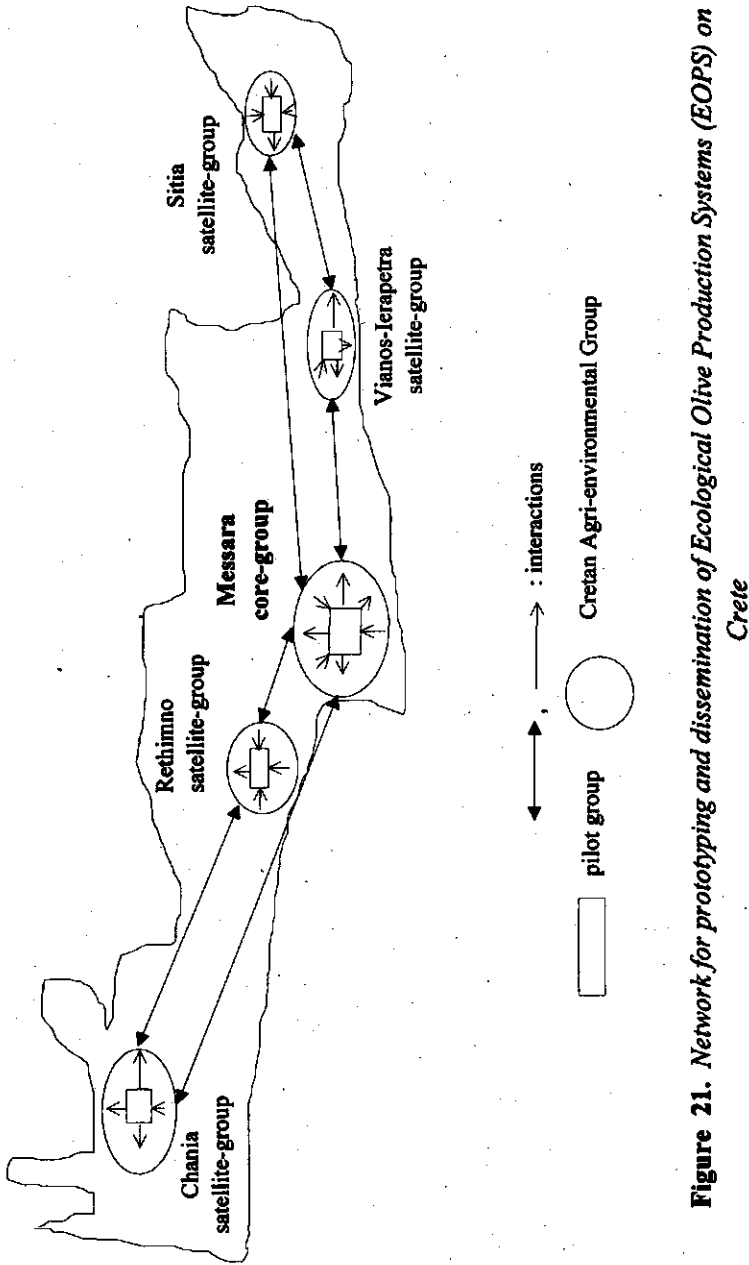 Sitia
satellite-group
Vianos-Ierapetra
satellite-group
Messara
core-group
Rethimno
satellite-group
Chania
satellite-group
, : interactions
pilot group
Cretan Agri-environmental Group
Figure 21. Network for prototyping and dissemination of Ecological Olive Production Systems (EOPS) on
Crete